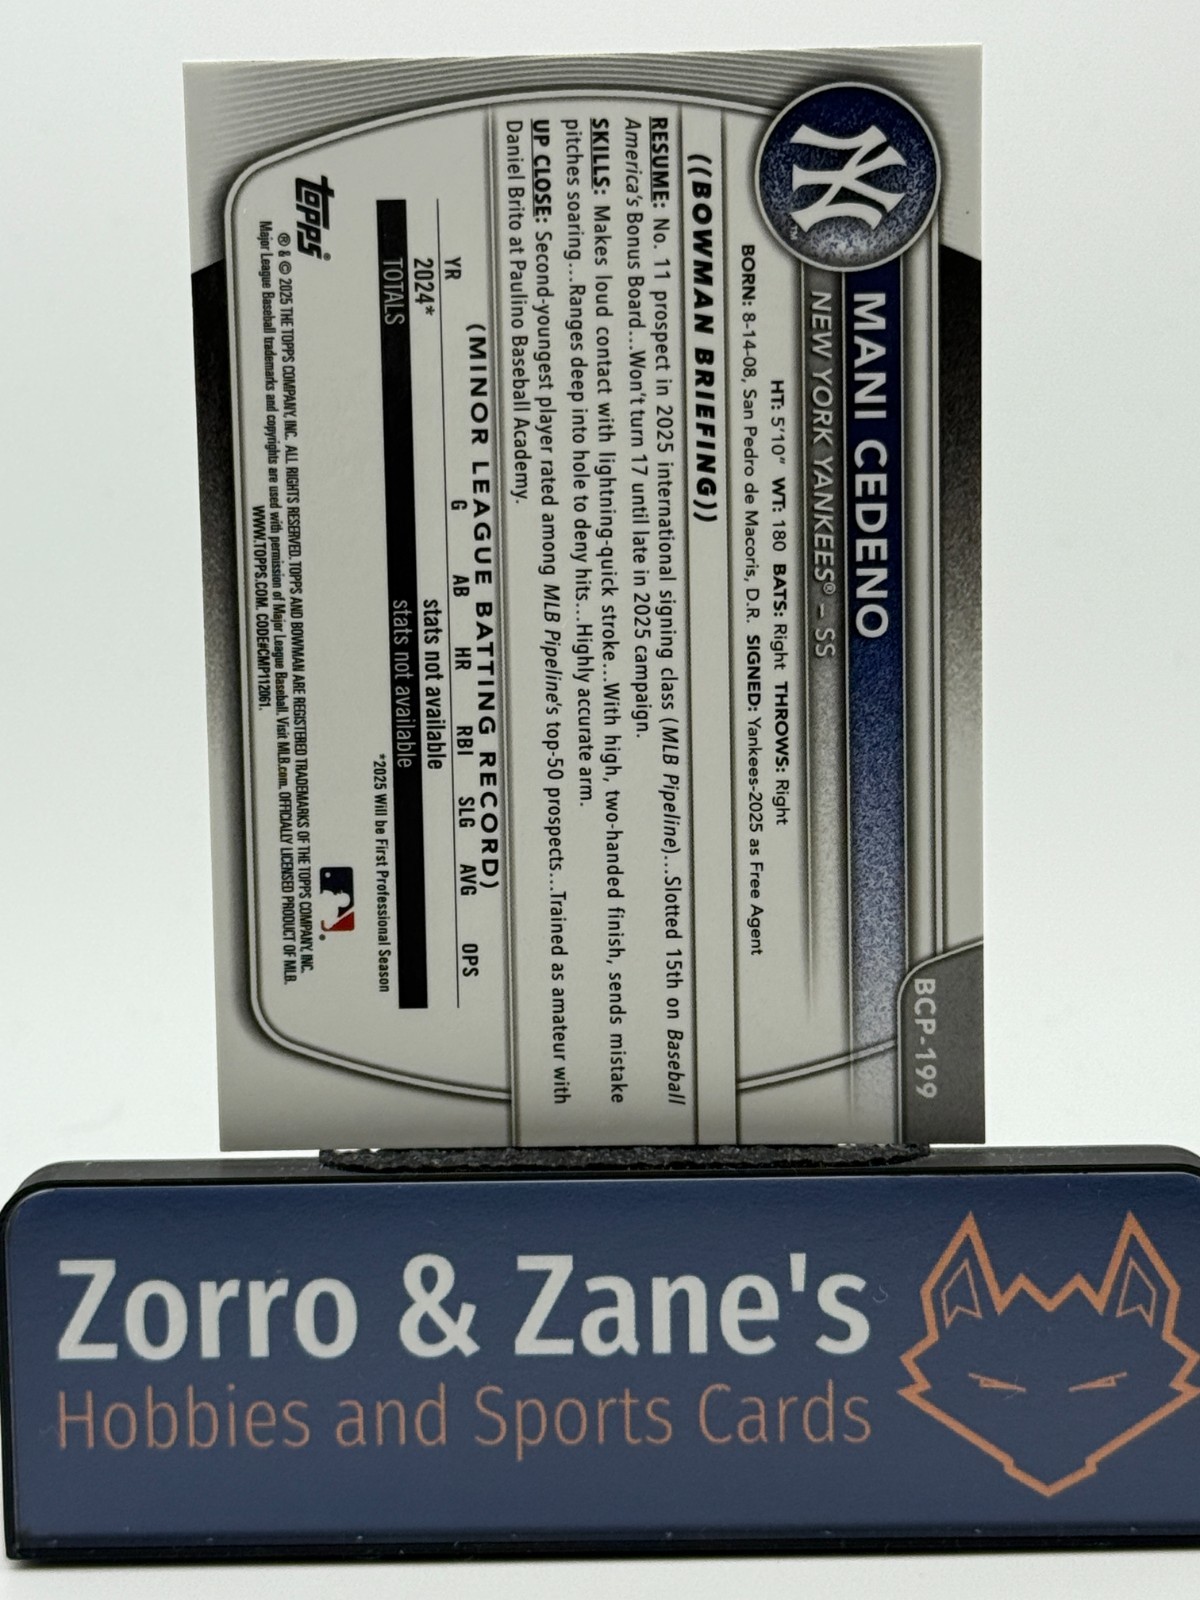 BCP-199
MANI CEDENO
NEW YORK YANKEES® – SS
HT: 5'10" WT: 180 BATS: Right THROWS: Right
BORN: 8-14-08, San Pedro de Macoris, D.R. SIGNED: Yankees-2025 as Free Agent
((BOWMAN BRIEFING))
RESUME: No. 11 prospect in 2025 international signing class (MLB Pipeline)...Slotted 15th on Baseball
America's Bonus Board...Won't turn 17 until late in 2025 campaign.
SKILLS: Makes loud contact with lightning-quick stroke...With high, two-handed finish, sends mistake
pitches soaring...Ranges deep into hole to deny hits...Highly accurate arm.
UP CLOSE: Second-youngest player rated among MLB Pipeline's top-50 prospects...Trained as amateur with
Daniel Brito at Paulino Baseball Academy.
(MINOR LEAGUE BATTING RECORD)
YR G AB HR RBI SLG AVG OPS
2024* stats not available
TOTALS stats not available
*2025 Will be First Professional Season
topps®
® & © 2025 THE TOPPS COMPANY, INC. ALL RIGHTS RESERVED. TOPPS AND BOWMAN ARE REGISTERED TRADEMARKS OF THE TOPPS COMPANY, INC.
Major League Baseball trademarks and copyrights are used with permission of Major League Baseball. Visit MLB.com. OFFICIALLY LICENSED PRODUCT OF MLB.
WWW.TOPPS.COM. CODE#CMP112061.
Zorro & Zane's
Hobbies and Sports Cards